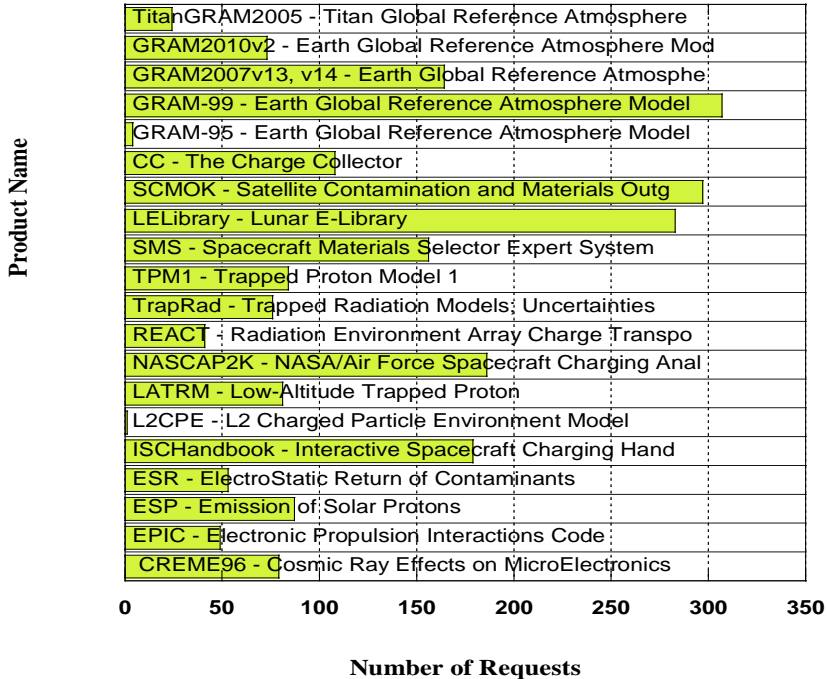 Product Name
TitanGRAM2005 - Titan Global Reference Atmosphere
GRAM2010v2 - Earth Global Reference Atmosphere Mod
GRAM2007v13, v14 - Earth Global Reference Atmosphe
GRAM-99 - Earth Global Reference Atmosphere Model
GRAM-95 - Earth Global Reference Atmosphere Model
CC - The Charge Collector
SCMOK - Satellite Contamination and Materials Outg
LELibrary - Lunar E-Library
SMS - Spacecraft Materials Selector Expert System
TPM1 - Trapped Proton Model 1
TrapRad - Trapped Radiation Models; Uncertainties
REACT - Radiation Environment Array Charge Transpo
NASCAP2K - NASA/Air Force Spacecraft Charging Anal
LATRM - Low-Altitude Trapped Proton
L2CPE - L2 Charged Particle Environment Model
ISCHandbook - Interactive Spacecraft Charging Hand
ESR - ElectroStatic Return of Contaminants
ESP - Emission of Solar Protons
EPIC - Electronic Propulsion Interactions Code
CREME96 - Cosmic Ray Effects on MicroElectronics
0 50 100 150 200 250 300 350
Number of Requests